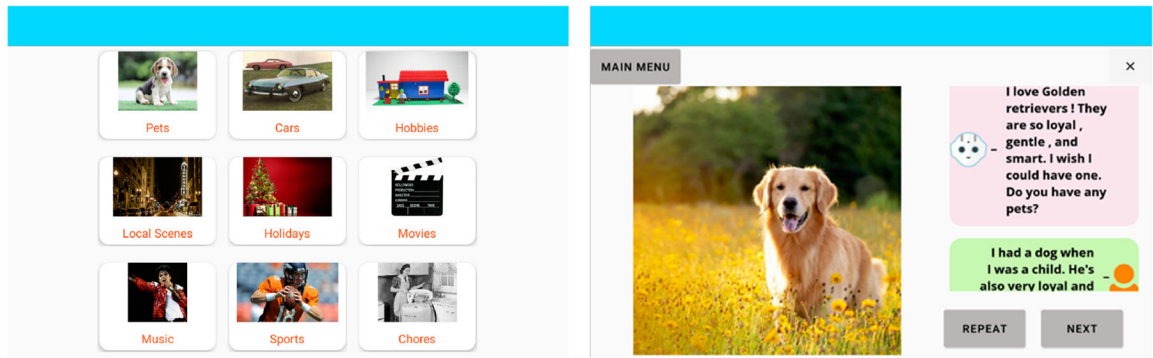 Pets
Cars
Hobbies
Local Scenes
Holidays
Movies
Music
Sports
Chores
MAIN MENU
×
I love Golden
retrievers ! They
are so loyal ,
gentle , and
smart. I wish I
could have one.
Do you have any
pets?
I had a dog when
I was a child. He's
also very loyal and
REPEAT
NEXT